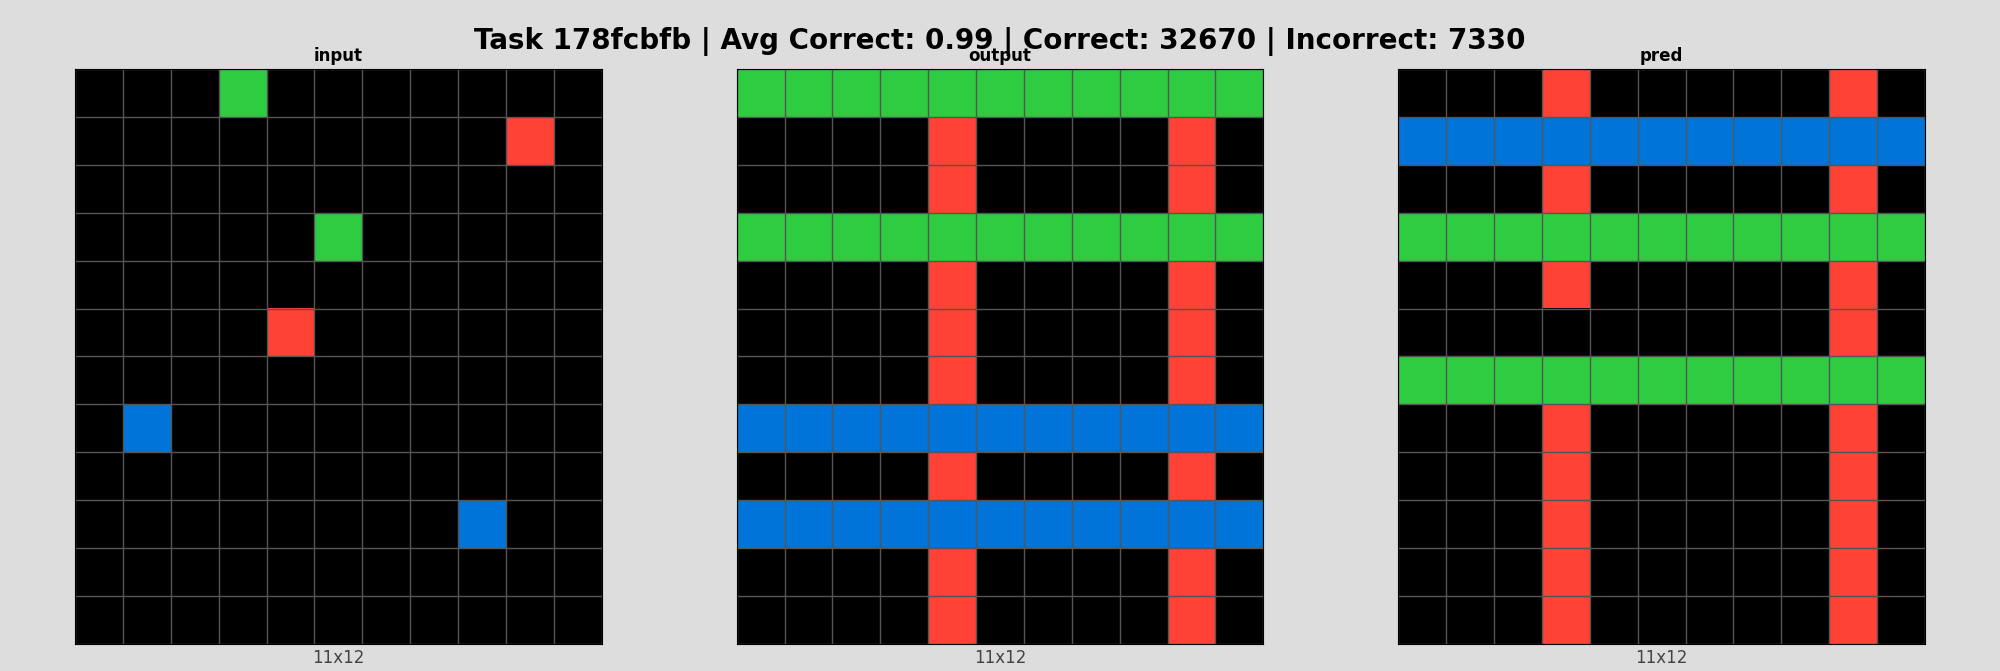 Task 178fcbfb | Avg Correct: 0.99 | Correct: 32670 | Incorrect: 7330
input
output
pred
11x12
11x12
11x12